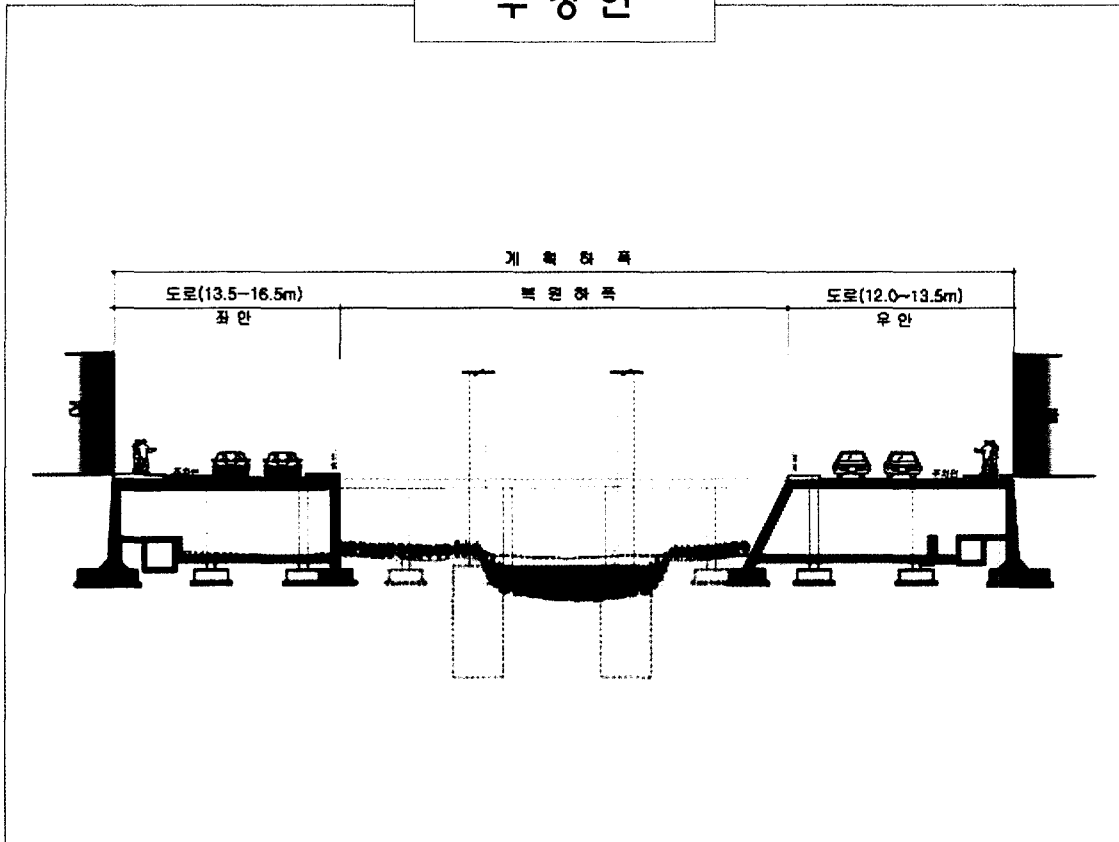 계 획 하 폭
도로(13.5-16.5m)
복 원 하 폭
도로(12.0~13.5m)
좌 안
우 안